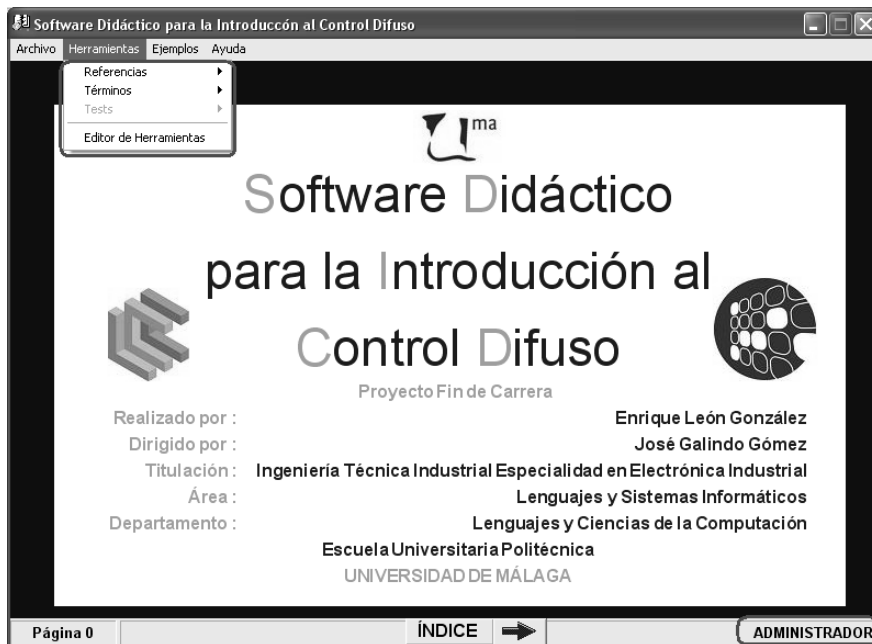 Software Didáctico para la Introduccón al Control Difuso
Archivo Herramientas Ejemplos Ayuda
Referencias
Términos
Tests
Editor de Herramientas
ma
Software Didáctico
para la Introducción al
Control Difuso
Proyecto Fin de Carrera
Realizado por : Enrique León González
Dirigido por : José Galindo Gómez
Titulación : Ingeniería Técnica Industrial Especialidad en Electrónica Industrial
Área : Lenguajes y Sistemas Informáticos
Departamento : Lenguajes y Ciencias de la Computación
Escuela Universitaria Politécnica
UNIVERSIDAD DE MÁLAGA
Página 0 ÍNDICE ADMINISTRADOR